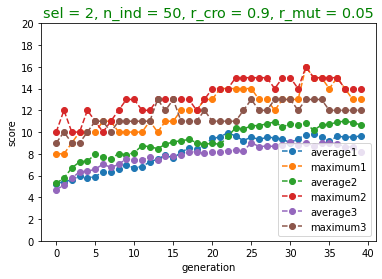 sel = 2, n_ind = 50, r_cro = 0.9, r_mut = 0.05
score
20
18
16
14
12
10
8
6
4
2
0
average1
maximum1
average2
maximum2
average3
maximum3
0 5 10 15 20 25 30 35 40
generation